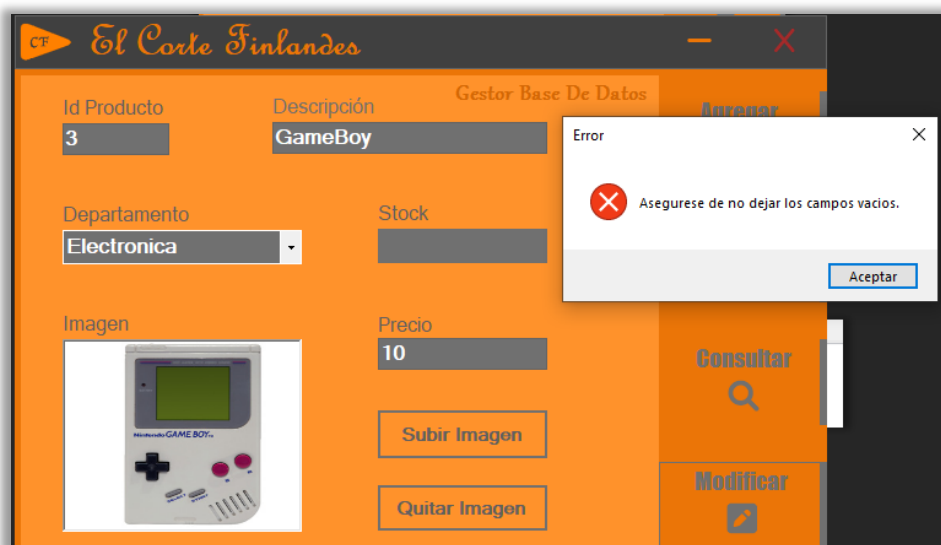 CF El Corte Finlandes
Gestor Base De Datos
Id Producto
3
Descripción
GameBoy
Agregar
Error
Asegurese de no dejar los campos vacios.
Aceptar
Departamento
Electronica
Stock
Imagen
Nintendo GAME BOY
Precio
10
Consultar
Subir Imagen
Quitar Imagen
Modificar